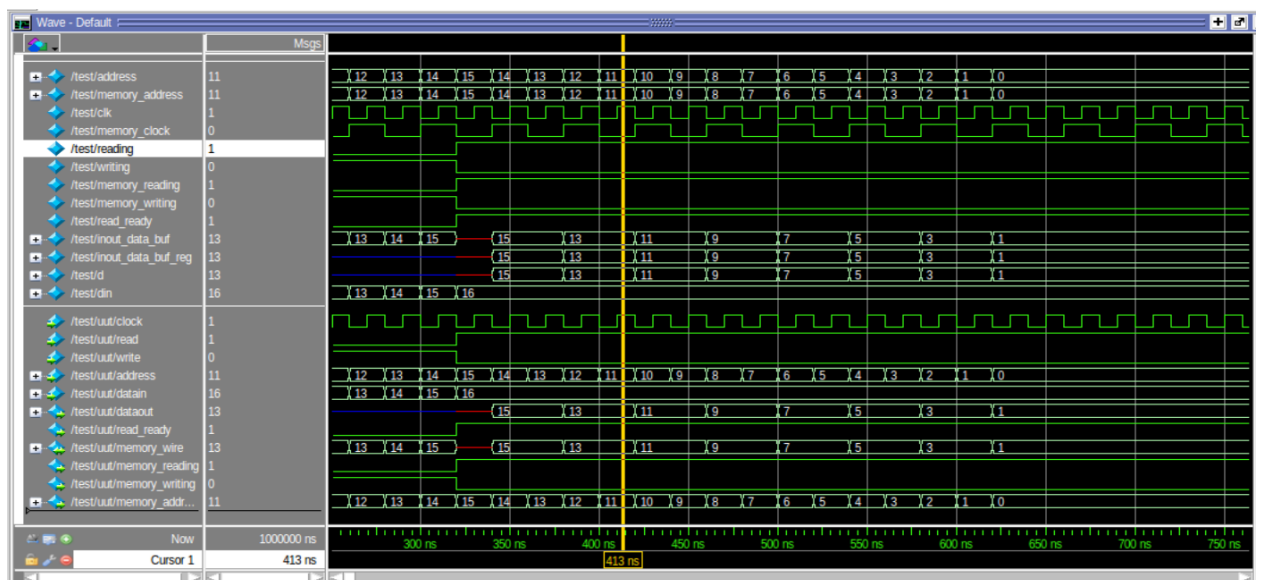 Wave - Default
Msgs
/test/address 11 12 13 14 15 14 13 12 11 10 9 8 7 6 5 4 3 2 1 0
/test/memory_address 11 12 13 14 15 14 13 12 11 10 9 8 7 6 5 4 3 2 1 0
/test/clk 1
/test/memory_clock 0
/test/reading 1
/test/writing 0
/test/memory_reading 1
/test/memory_writing 0
/test/read_ready 1
/test/inout_data_buf 13 13 14 15 15 13 11 9 7 5 3 1
/test/inout_data_buf_reg 13 15 13 11 9 7 5 3 1
/test/d 13 15 13 11 9 7 5 3 1
/test/din 16 13 14 15 16
/test/uut/clock 1
/test/uut/read 1
/test/uut/write 0
/test/uut/address 11 12 13 14 15 14 13 12 11 10 9 8 7 6 5 4 3 2 1 0
/test/uut/datain 16 13 14 15 16
/test/uut/dataout 13 15 13 11 9 7 5 3 1
/test/uut/read_ready 1
/test/uut/memory_wire 13 13 14 15 15 13 11 9 7 5 3 1
/test/uut/memory_reading 1
/test/uut/memory_writing 0
/test/uut/memory_addr... 11 12 13 14 15 14 13 12 11 10 9 8 7 6 5 4 3 2 1 0
Now 1000000 ns 300 ns 350 ns 400 ns 450 ns 500 ns 550 ns 600 ns 650 ns 700 ns 750 ns
Cursor 1 413 ns 413 ns